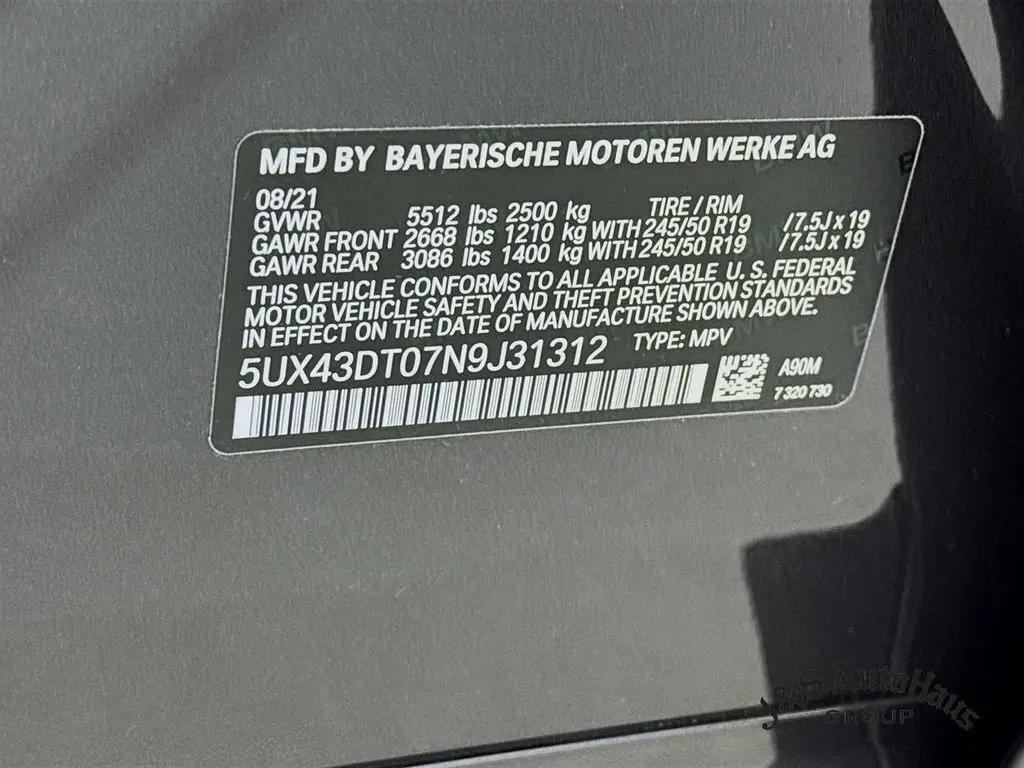 MFD BY BAYERISCHE MOTOREN WERKE AG
08/21 TIRE / RIM
GVWR 5512 lbs 2500 kg
GAWR FRONT 2668 lbs 1210 kg WITH 245/50 R19 /7.5J x 19
GAWR REAR 3086 lbs 1400 kg WITH 245/50 R19 /7.5J x 19
THIS VEHICLE CONFORMS TO ALL APPLICABLE U. S. FEDERAL
MOTOR VEHICLE SAFETY AND THEFT PREVENTION STANDARDS
IN EFFECT ON THE DATE OF MANUFACTURE SHOWN ABOVE.
5UX43DT07N9J31312 TYPE: MPV
A90M
7 320 730
AutoHaus
GROUP